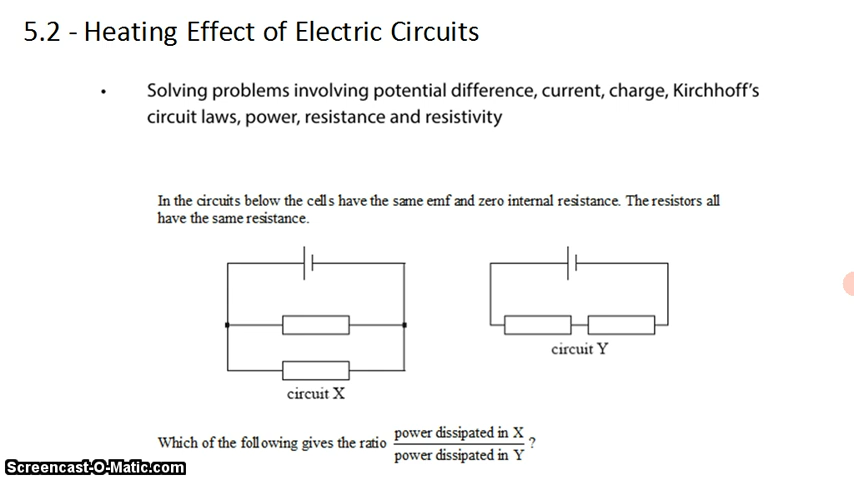 5.2 - Heating Effect of Electric Circuits
• Solving problems involving potential difference, current, charge, Kirchhoff's
circuit laws, power, resistance and resistivity
In the circuits below the cells have the same emf and zero internal resistance. The resistors all
have the same resistance.
circuit Y
circuit X
Which of the following gives the ratio power dissipated in X / power dissipated in Y ?
Screencast-O-Matic.com